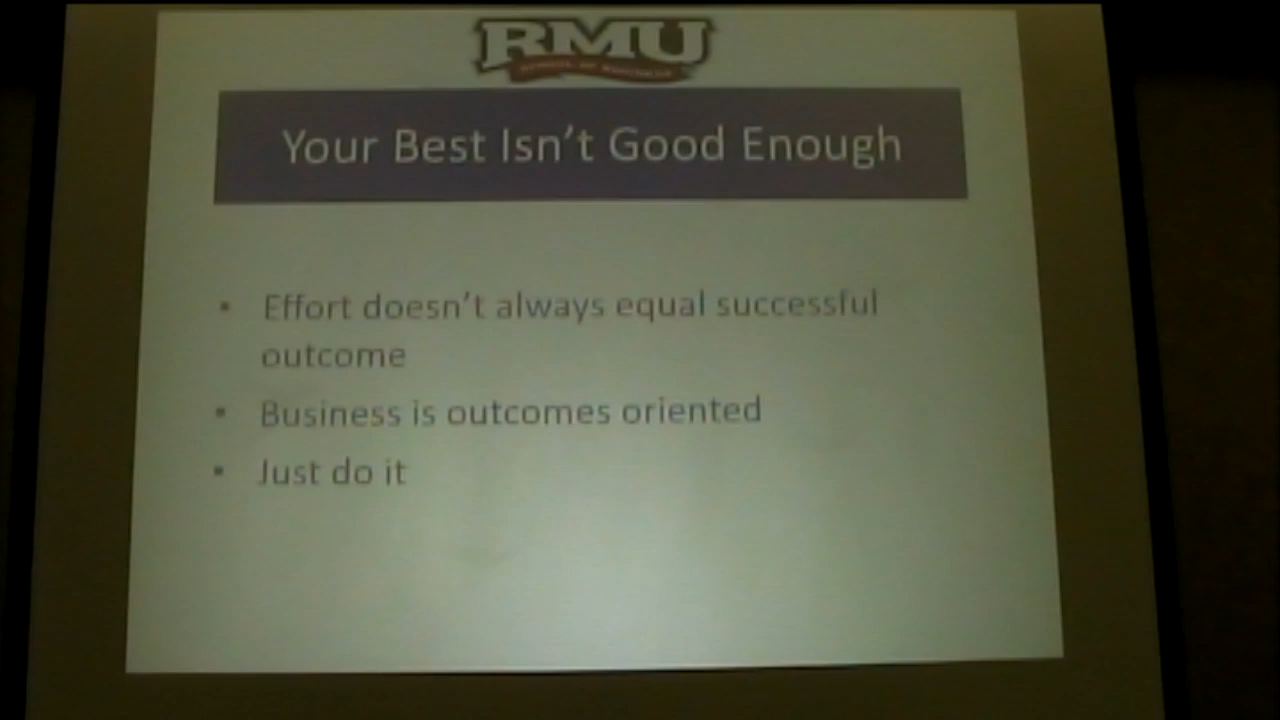 RMU
Your Best Isn't Good Enough
• Effort doesn't always equal successful
outcome
• Business is outcomes oriented
• Just do it